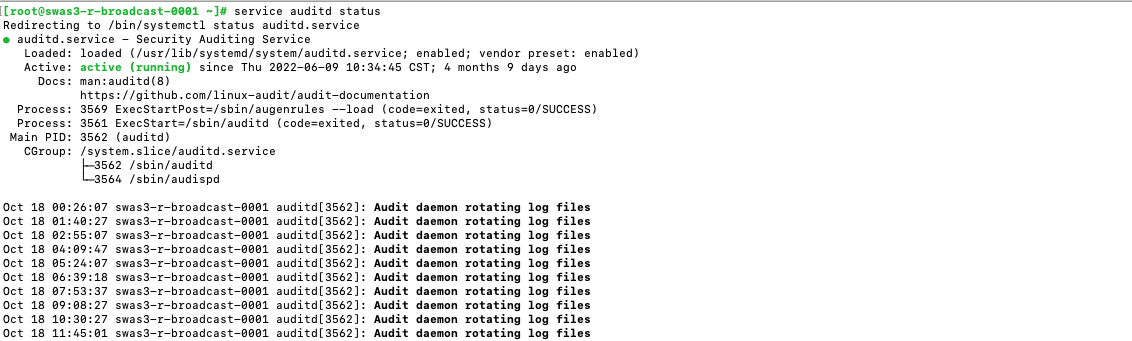 [[root@swas3-r-broadcast-0001 ~]# service auditd status
Redirecting to /bin/systemctl status auditd.service
● auditd.service – Security Auditing Service
   Loaded: loaded (/usr/lib/systemd/system/auditd.service; enabled; vendor preset: enabled)
   Active: active (running) since Thu 2022-06-09 10:34:45 CST; 4 months 9 days ago
     Docs: man:auditd(8)
           https://github.com/linux-audit/audit-documentation
  Process: 3569 ExecStartPost=/sbin/augenrules --load (code=exited, status=0/SUCCESS)
  Process: 3561 ExecStart=/sbin/auditd (code=exited, status=0/SUCCESS)
 Main PID: 3562 (auditd)
   CGroup: /system.slice/auditd.service
           ├─3562 /sbin/auditd
           └─3564 /sbin/audispd
Oct 18 00:26:07 swas3-r-broadcast-0001 auditd[3562]: Audit daemon rotating log files
Oct 18 01:40:27 swas3-r-broadcast-0001 auditd[3562]: Audit daemon rotating log files
Oct 18 02:55:07 swas3-r-broadcast-0001 auditd[3562]: Audit daemon rotating log files
Oct 18 04:09:47 swas3-r-broadcast-0001 auditd[3562]: Audit daemon rotating log files
Oct 18 05:24:07 swas3-r-broadcast-0001 auditd[3562]: Audit daemon rotating log files
Oct 18 06:39:18 swas3-r-broadcast-0001 auditd[3562]: Audit daemon rotating log files
Oct 18 07:53:37 swas3-r-broadcast-0001 auditd[3562]: Audit daemon rotating log files
Oct 18 09:08:27 swas3-r-broadcast-0001 auditd[3562]: Audit daemon rotating log files
Oct 18 10:30:27 swas3-r-broadcast-0001 auditd[3562]: Audit daemon rotating log files
Oct 18 11:45:01 swas3-r-broadcast-0001 auditd[3562]: Audit daemon rotating log files